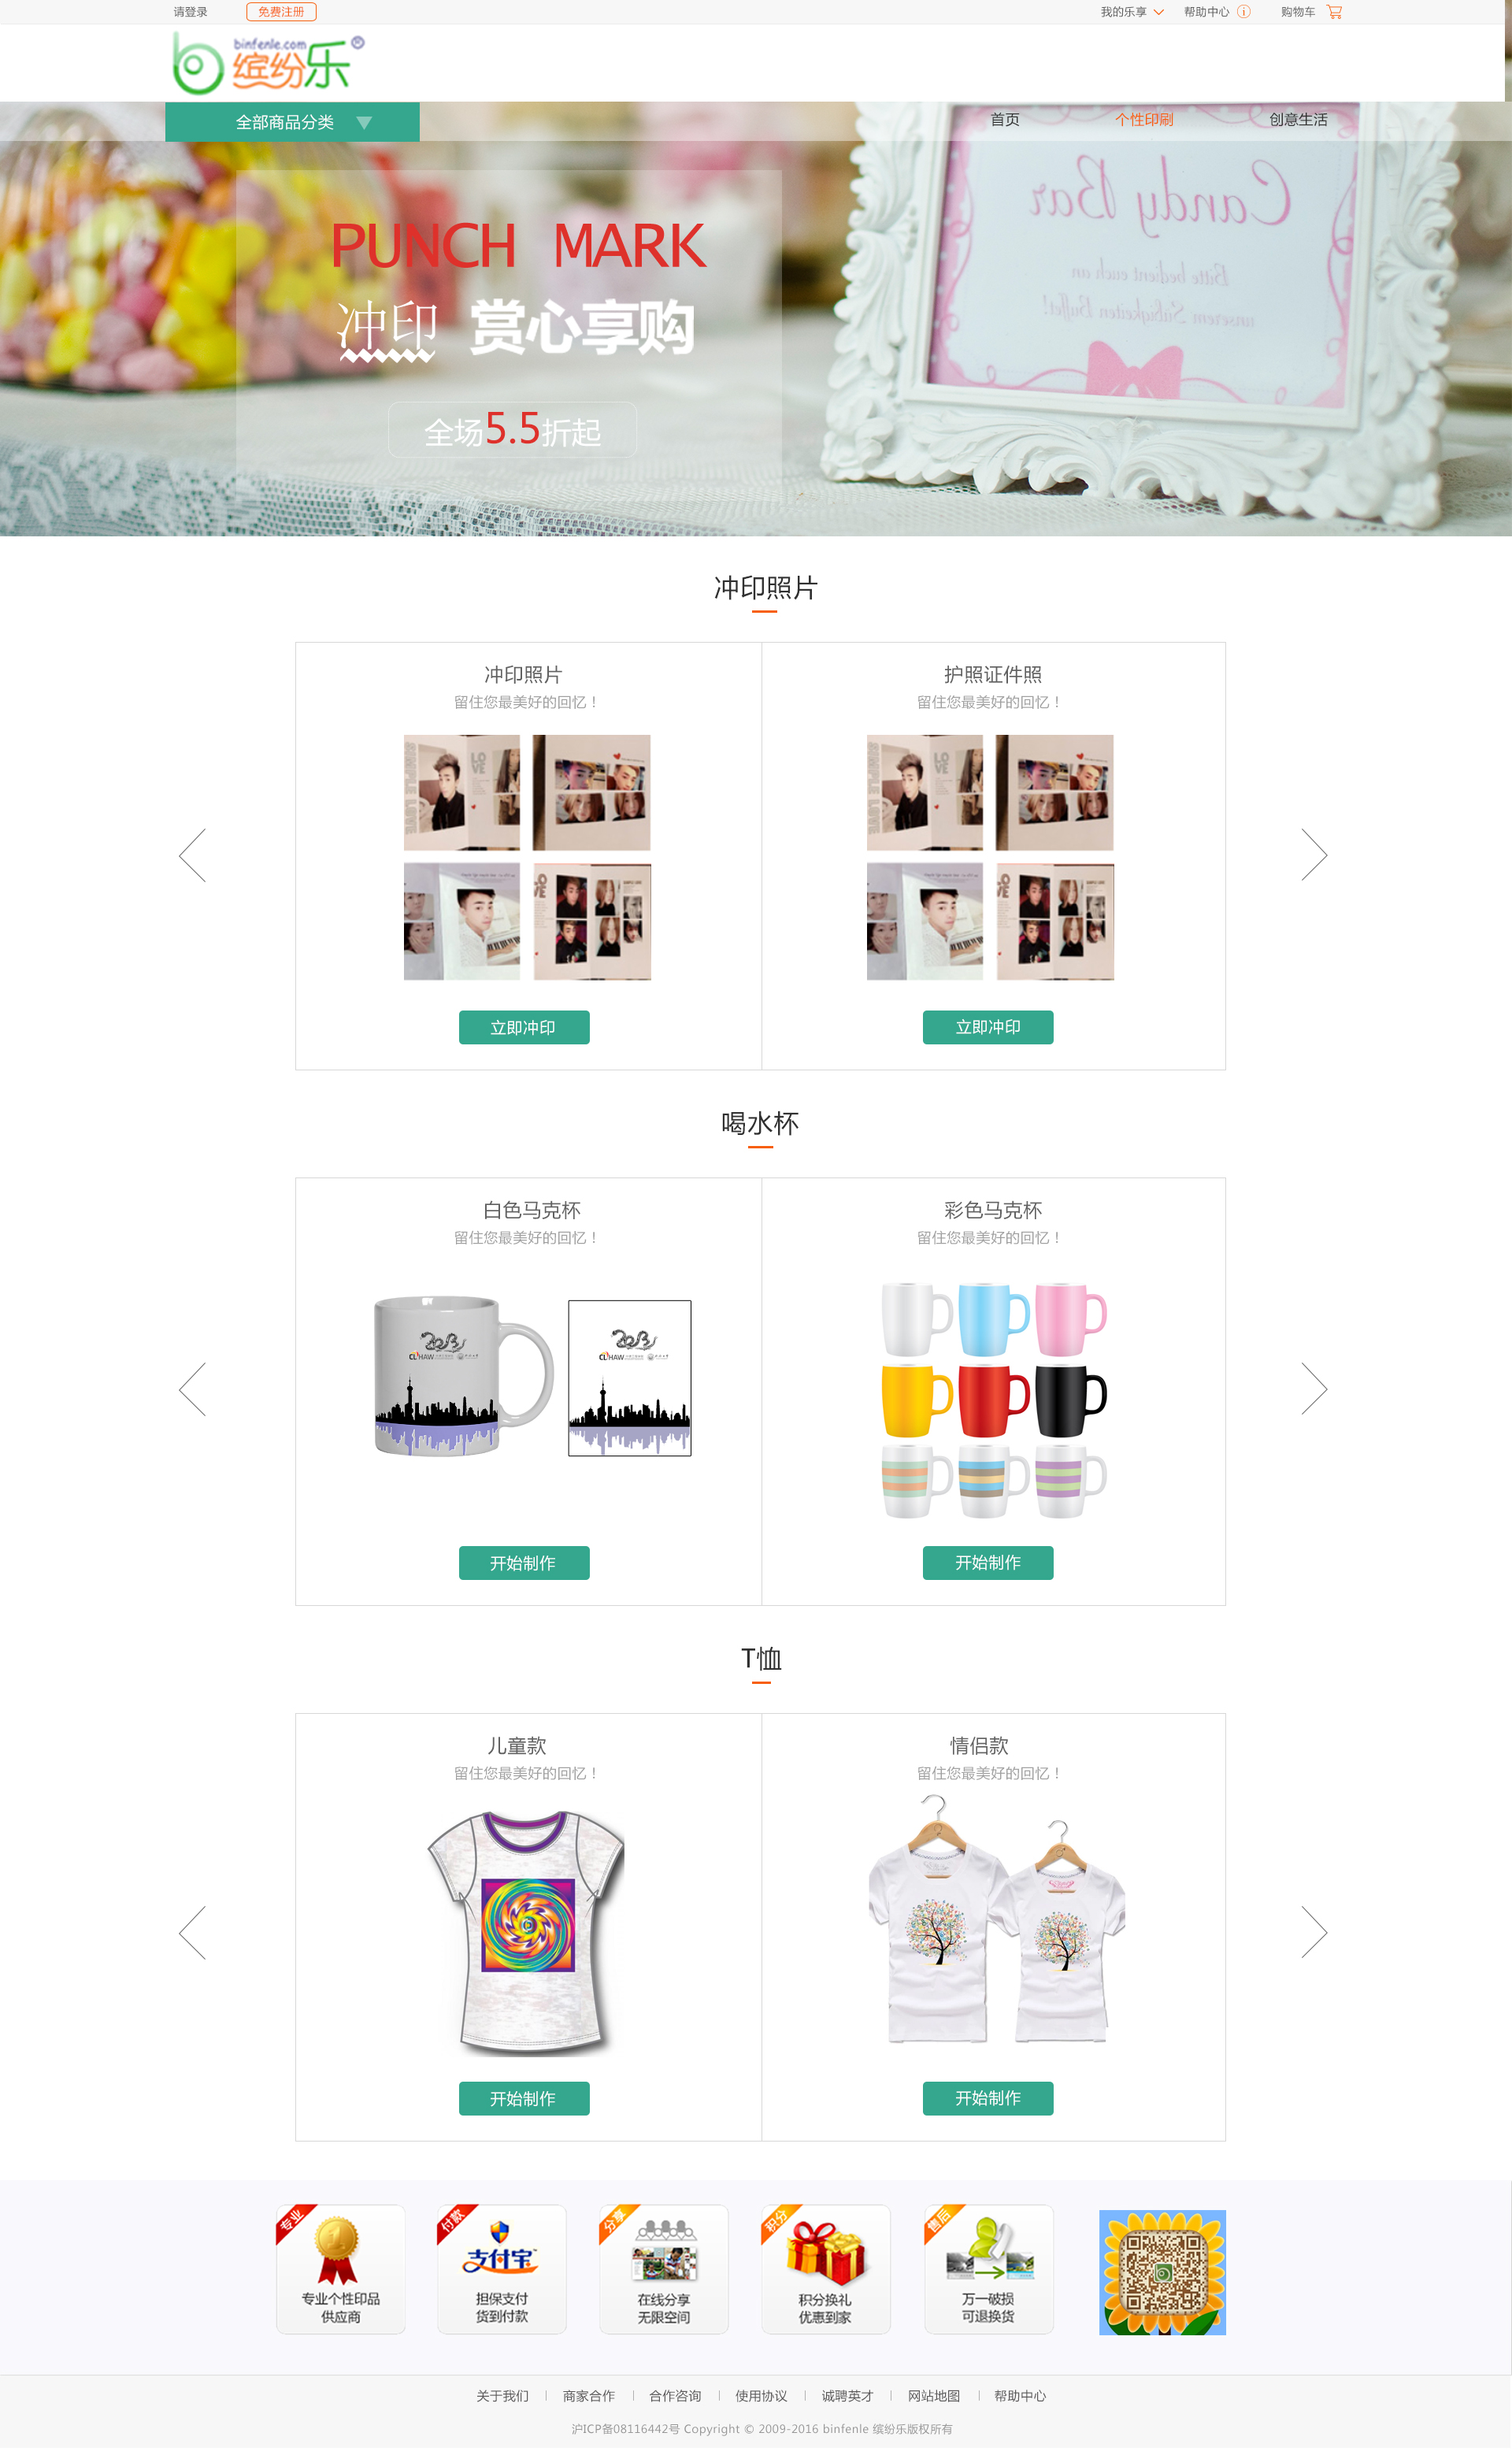 请登录 免费注册 我的乐享 帮助中心 购物车
binfenle.com
缤纷乐®
全部商品分类 首页 个性印刷 创意生活
PUNCH MARK
冲印 赏心享购
全场5.5折起
Candy Bar
Bitte bedient euch an
unserem Süßigkeiten Buffet!
冲印照片
冲印照片 护照证件照
留住您最美好的回忆！ 留住您最美好的回忆！
立即冲印 立即冲印
喝水杯
白色马克杯 彩色马克杯
留住您最美好的回忆！ 留住您最美好的回忆！
开始制作 开始制作
T恤
儿童款 情侣款
留住您最美好的回忆！ 留住您最美好的回忆！
开始制作 开始制作
专业 付款 分享 积分 售后
支付宝
专业个性印品 担保支付 在线分享 积分换礼 万一破损
供应商 货到付款 无限空间 优惠到家 可退换货
关于我们 | 商家合作 | 合作咨询 | 使用协议 | 诚聘英才 | 网站地图 | 帮助中心
沪ICP备08116442号 Copyright © 2009-2016 binfenle 缤纷乐版权所有